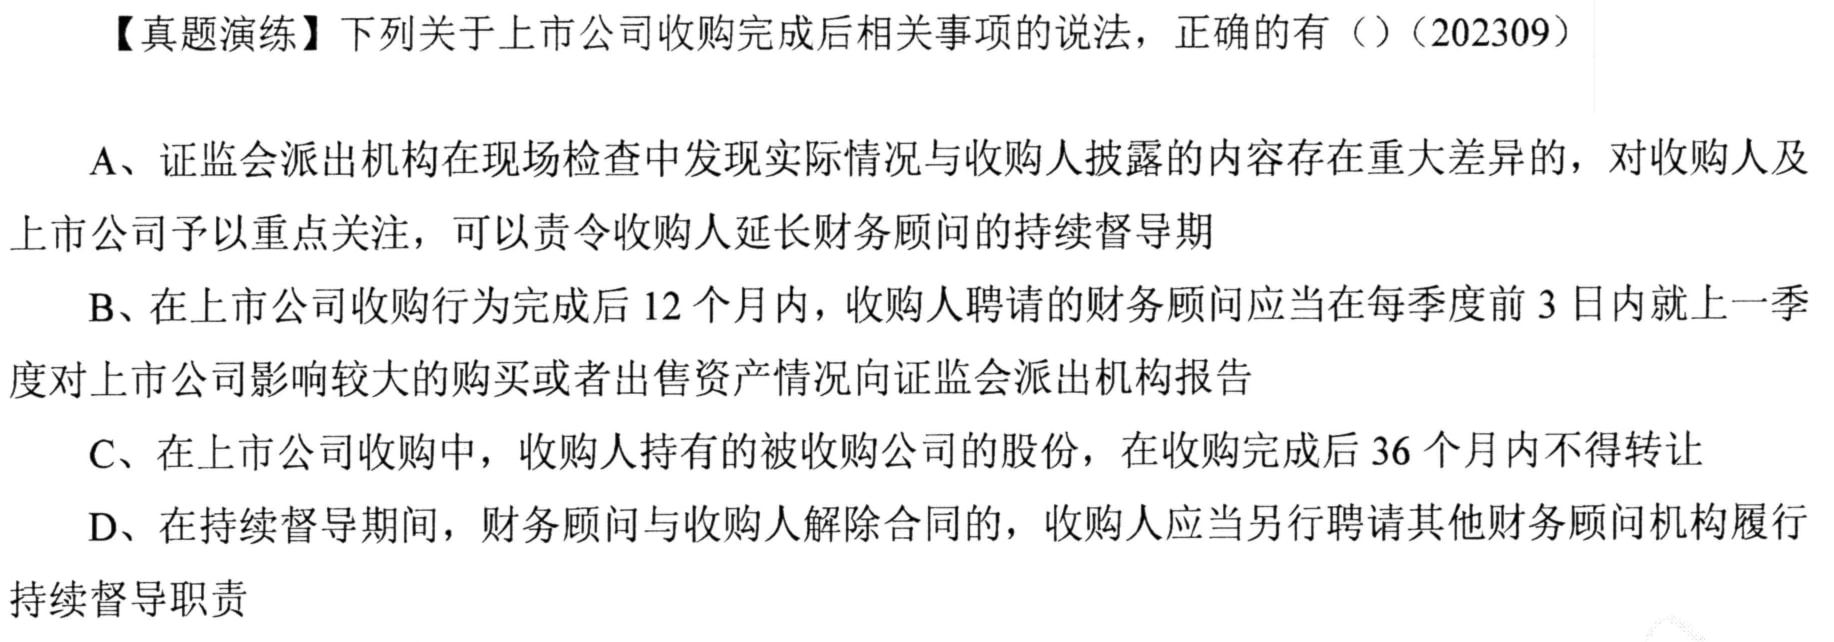 【真题演练】下列关于上市公司收购完成后相关事项的说法，正确的有（）（202309）
A、证监会派出机构在现场检查中发现实际情况与收购人披露的内容存在重大差异的，对收购人及
上市公司予以重点关注，可以责令收购人延长财务顾问的持续督导期
B、在上市公司收购行为完成后 12 个月内，收购人聘请的财务顾问应当在每季度前 3 日内就上一季
度对上市公司影响较大的购买或者出售资产情况向证监会派出机构报告
C、在上市公司收购中，收购人持有的被收购公司的股份，在收购完成后 36 个月内不得转让
D、在持续督导期间，财务顾问与收购人解除合同的，收购人应当另行聘请其他财务顾问机构履行
持续督导职责